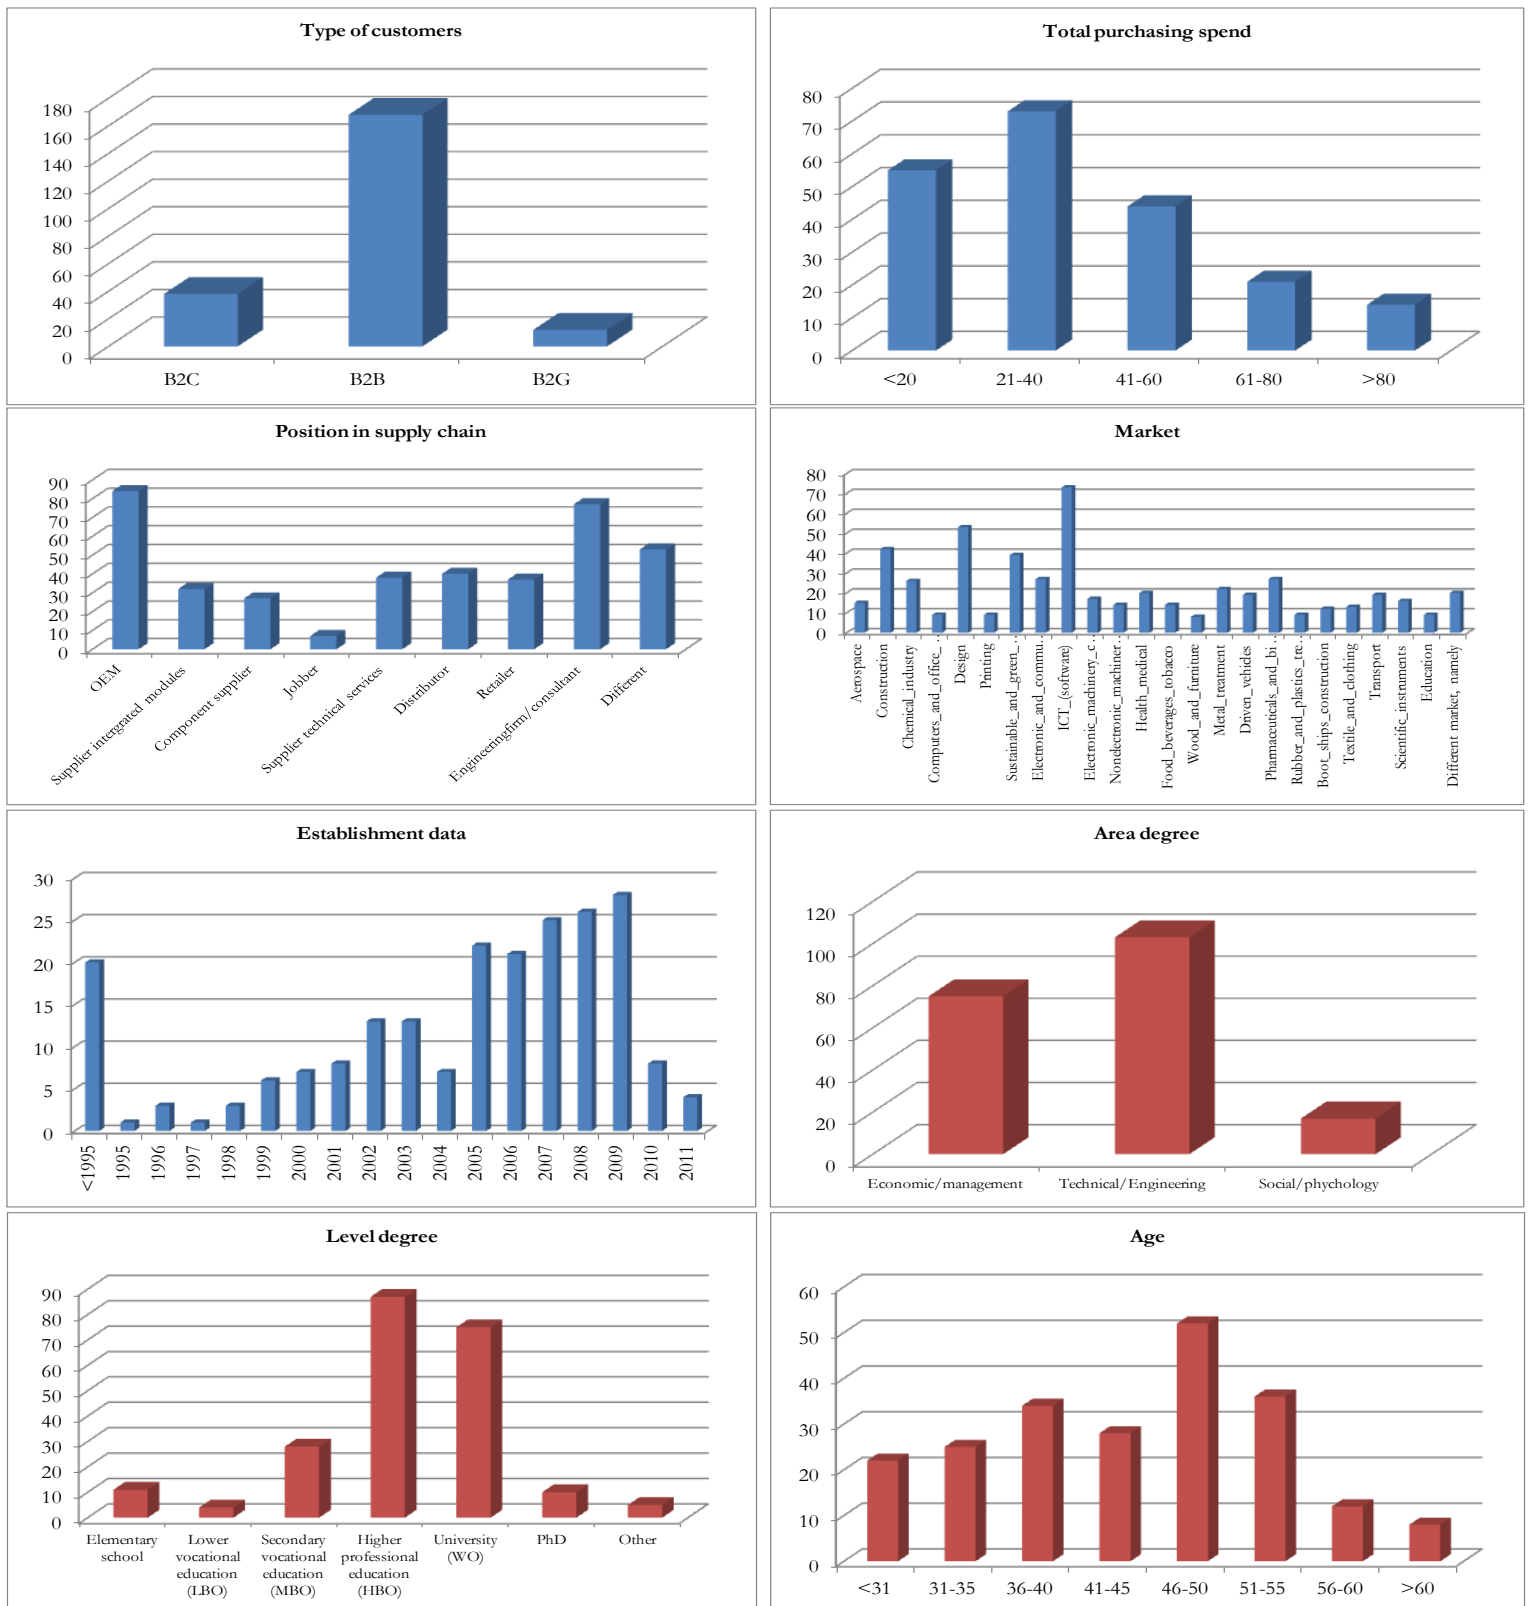 Type of customers
180
160
140
120
100
80
60
40
20
0
B2C B2B B2G
Total purchasing spend
80
70
60
50
40
30
20
10
0
<20 21-40 41-60 61-80 >80
Position in supply chain
90
80
70
60
50
40
30
20
10
0
OEM
Supplier intergrated modules
Component supplier
Jobber
Supplier technical services
Distributor
Retailer
Engineeringfirm/consultant
Different
Market
80
70
60
50
40
30
20
10
0
Aerospace
Construction
Chemical_industry
Computers_and_office_…
Design
Printing
Sustainable_and_green_…
Electronic_and_commu…
ICT_(software)
Electronic_machinery_c…
Nonelectronic_machiner…
Health_medical
Food_beverages_tobacco
Wood_and_furniture
Metal_treatment
Driven_vehicles
Pharmaceuticals_and_bi…
Rubber_and_plastics_tre…
Boot_ships_construction
Textile_and_clothing
Transport
Scientific_instruments
Education
Different market, namely
Establishment data
30
25
20
15
10
5
0
<1995
1995
1996
1997
1998
1999
2000
2001
2002
2003
2004
2005
2006
2007
2008
2009
2010
2011
Area degree
120
100
80
60
40
20
0
Economic/management Technical/Engineering Social/phychology
Level degree
90
80
70
60
50
40
30
20
10
0
Elementary
school
Lower
vocational
education
(LBO)
Secondary
vocational
education
(MBO)
Higher
professional
education
(HBO)
University
(WO)
PhD
Other
Age
60
50
40
30
20
10
0
<31 31-35 36-40 41-45 46-50 51-55 56-60 >60